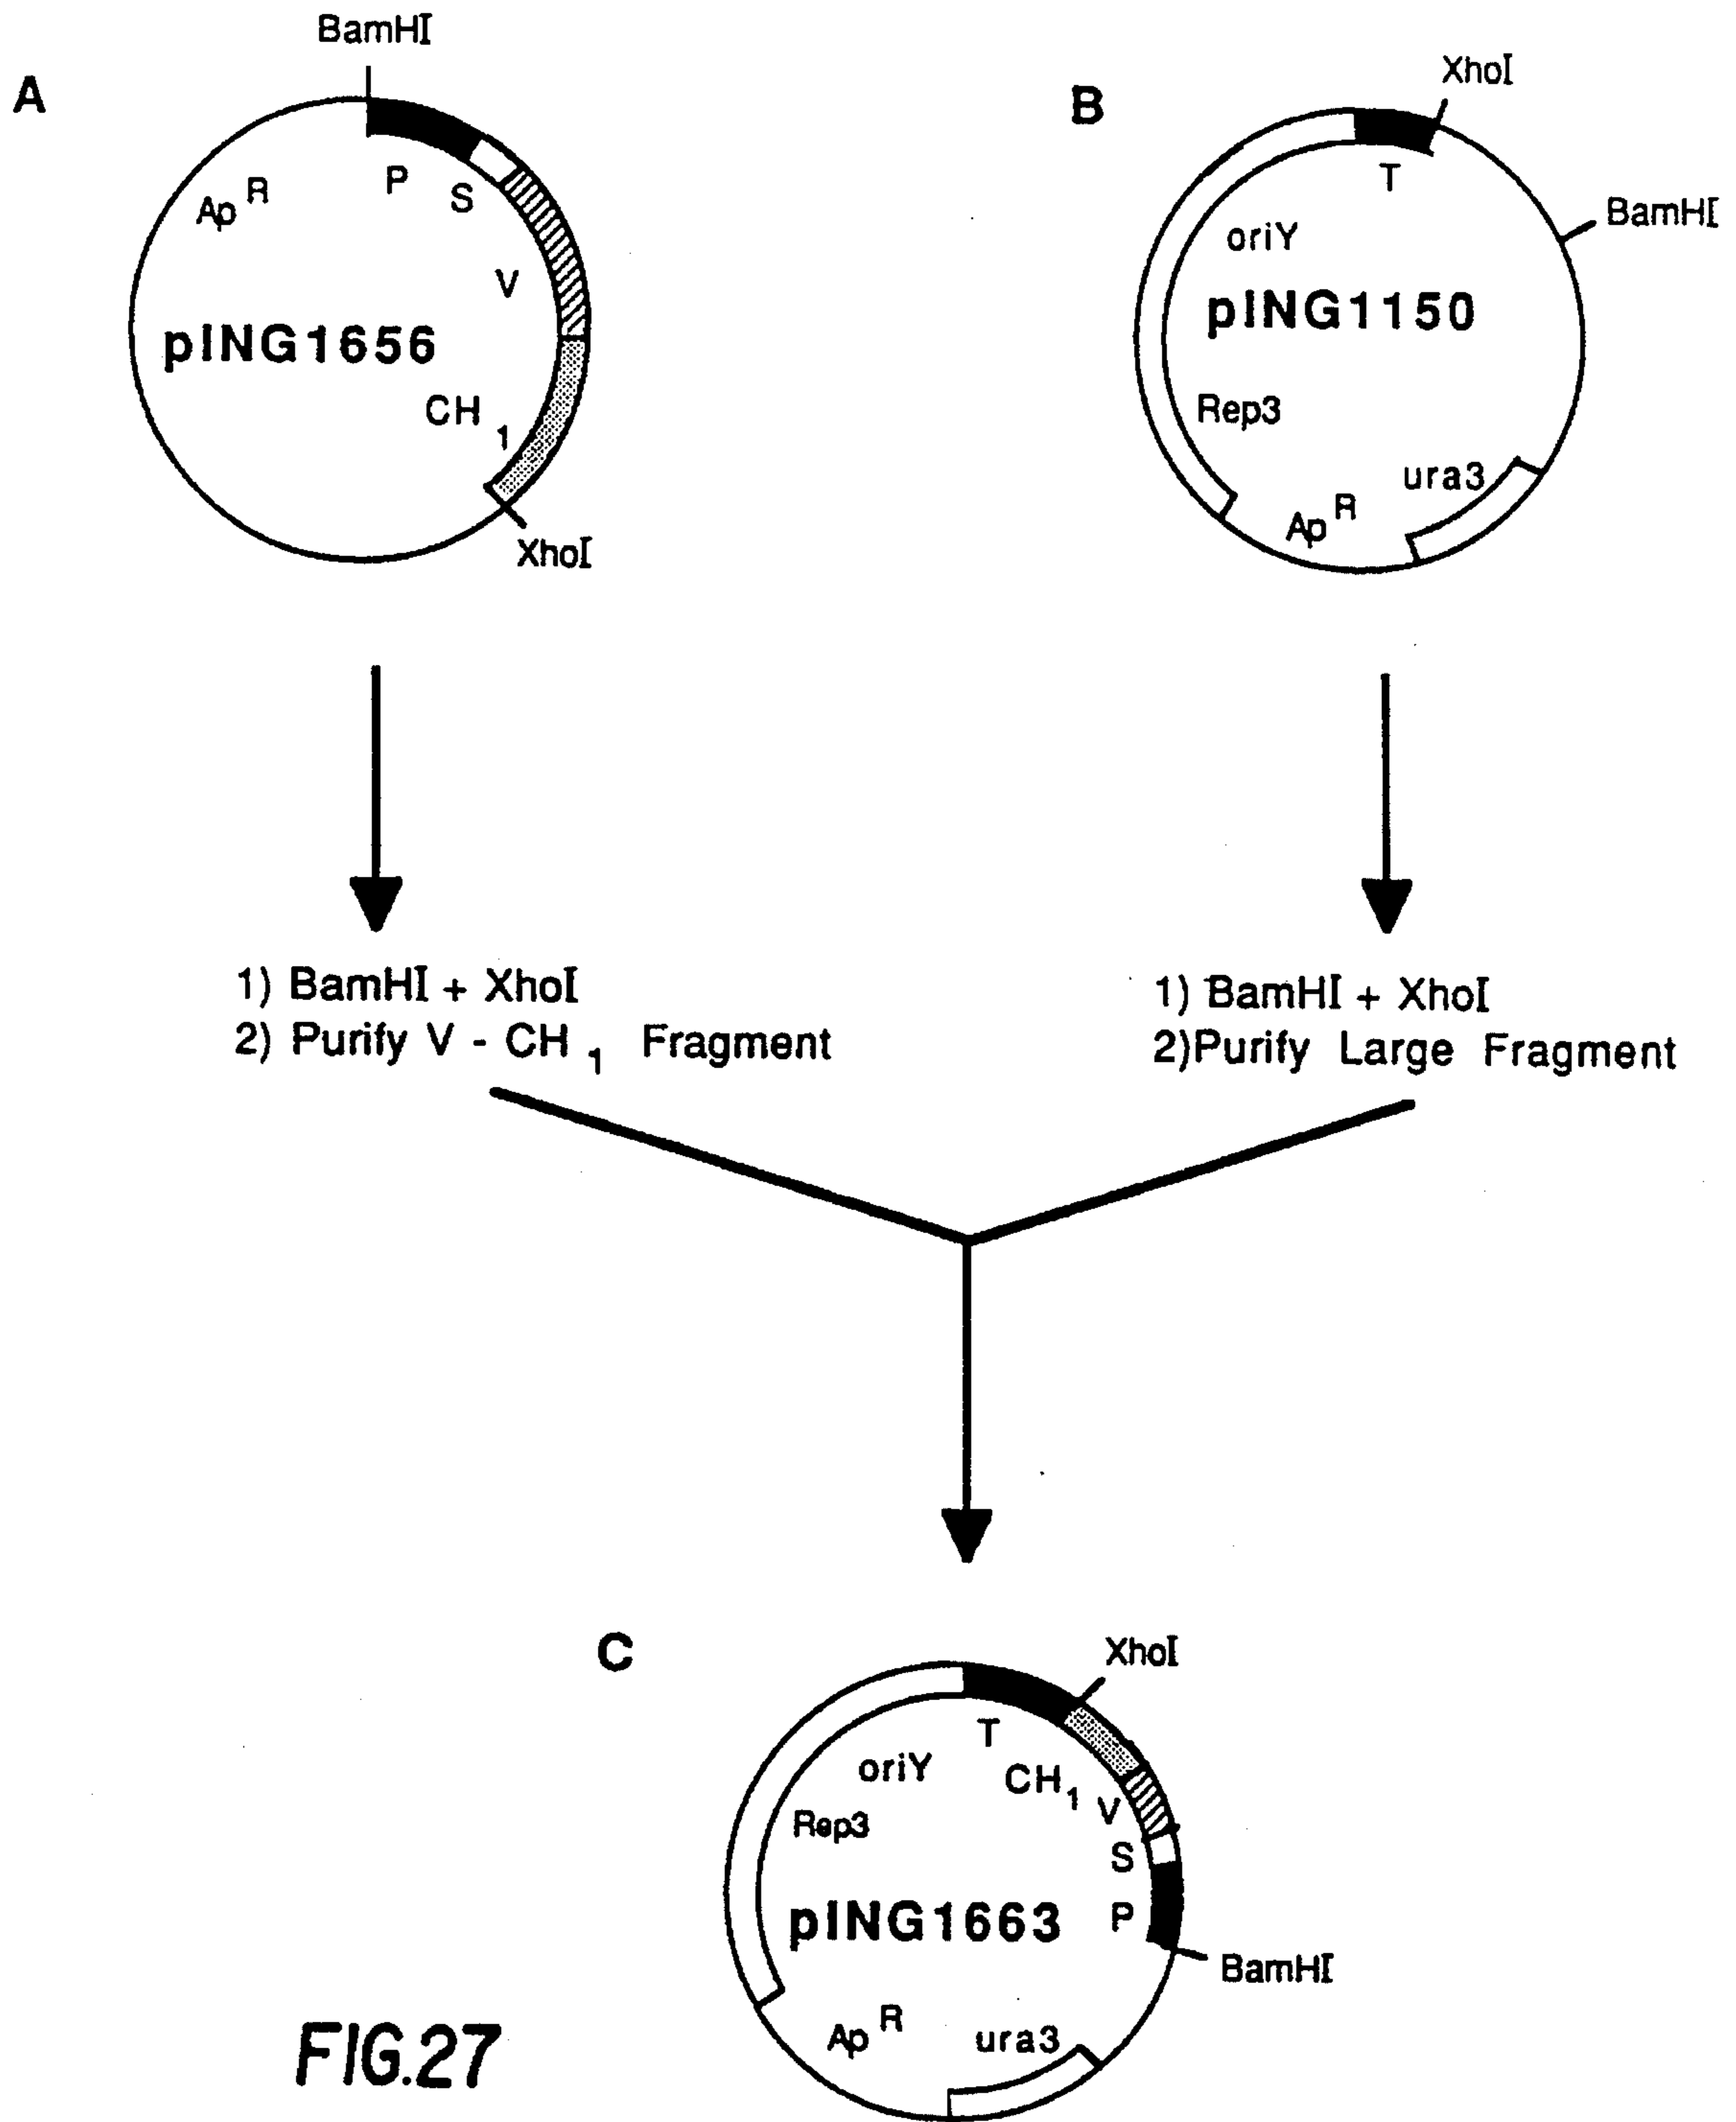 A
BamHI
P
S
Ap R
V
pING1656
CH 1
XhoI
B
XhoI
T
BamHI
oriY
pING1150
Rep3
ura3
Ap R
1) BamHI + XhoI
2) Purify V - CH 1 Fragment
1) BamHI + XhoI
2)Purify Large Fragment
C
XhoI
T
oriY
CH 1
V
Rep3
S
P
pING1663
BamHI
Ap R
ura3
FIG.27